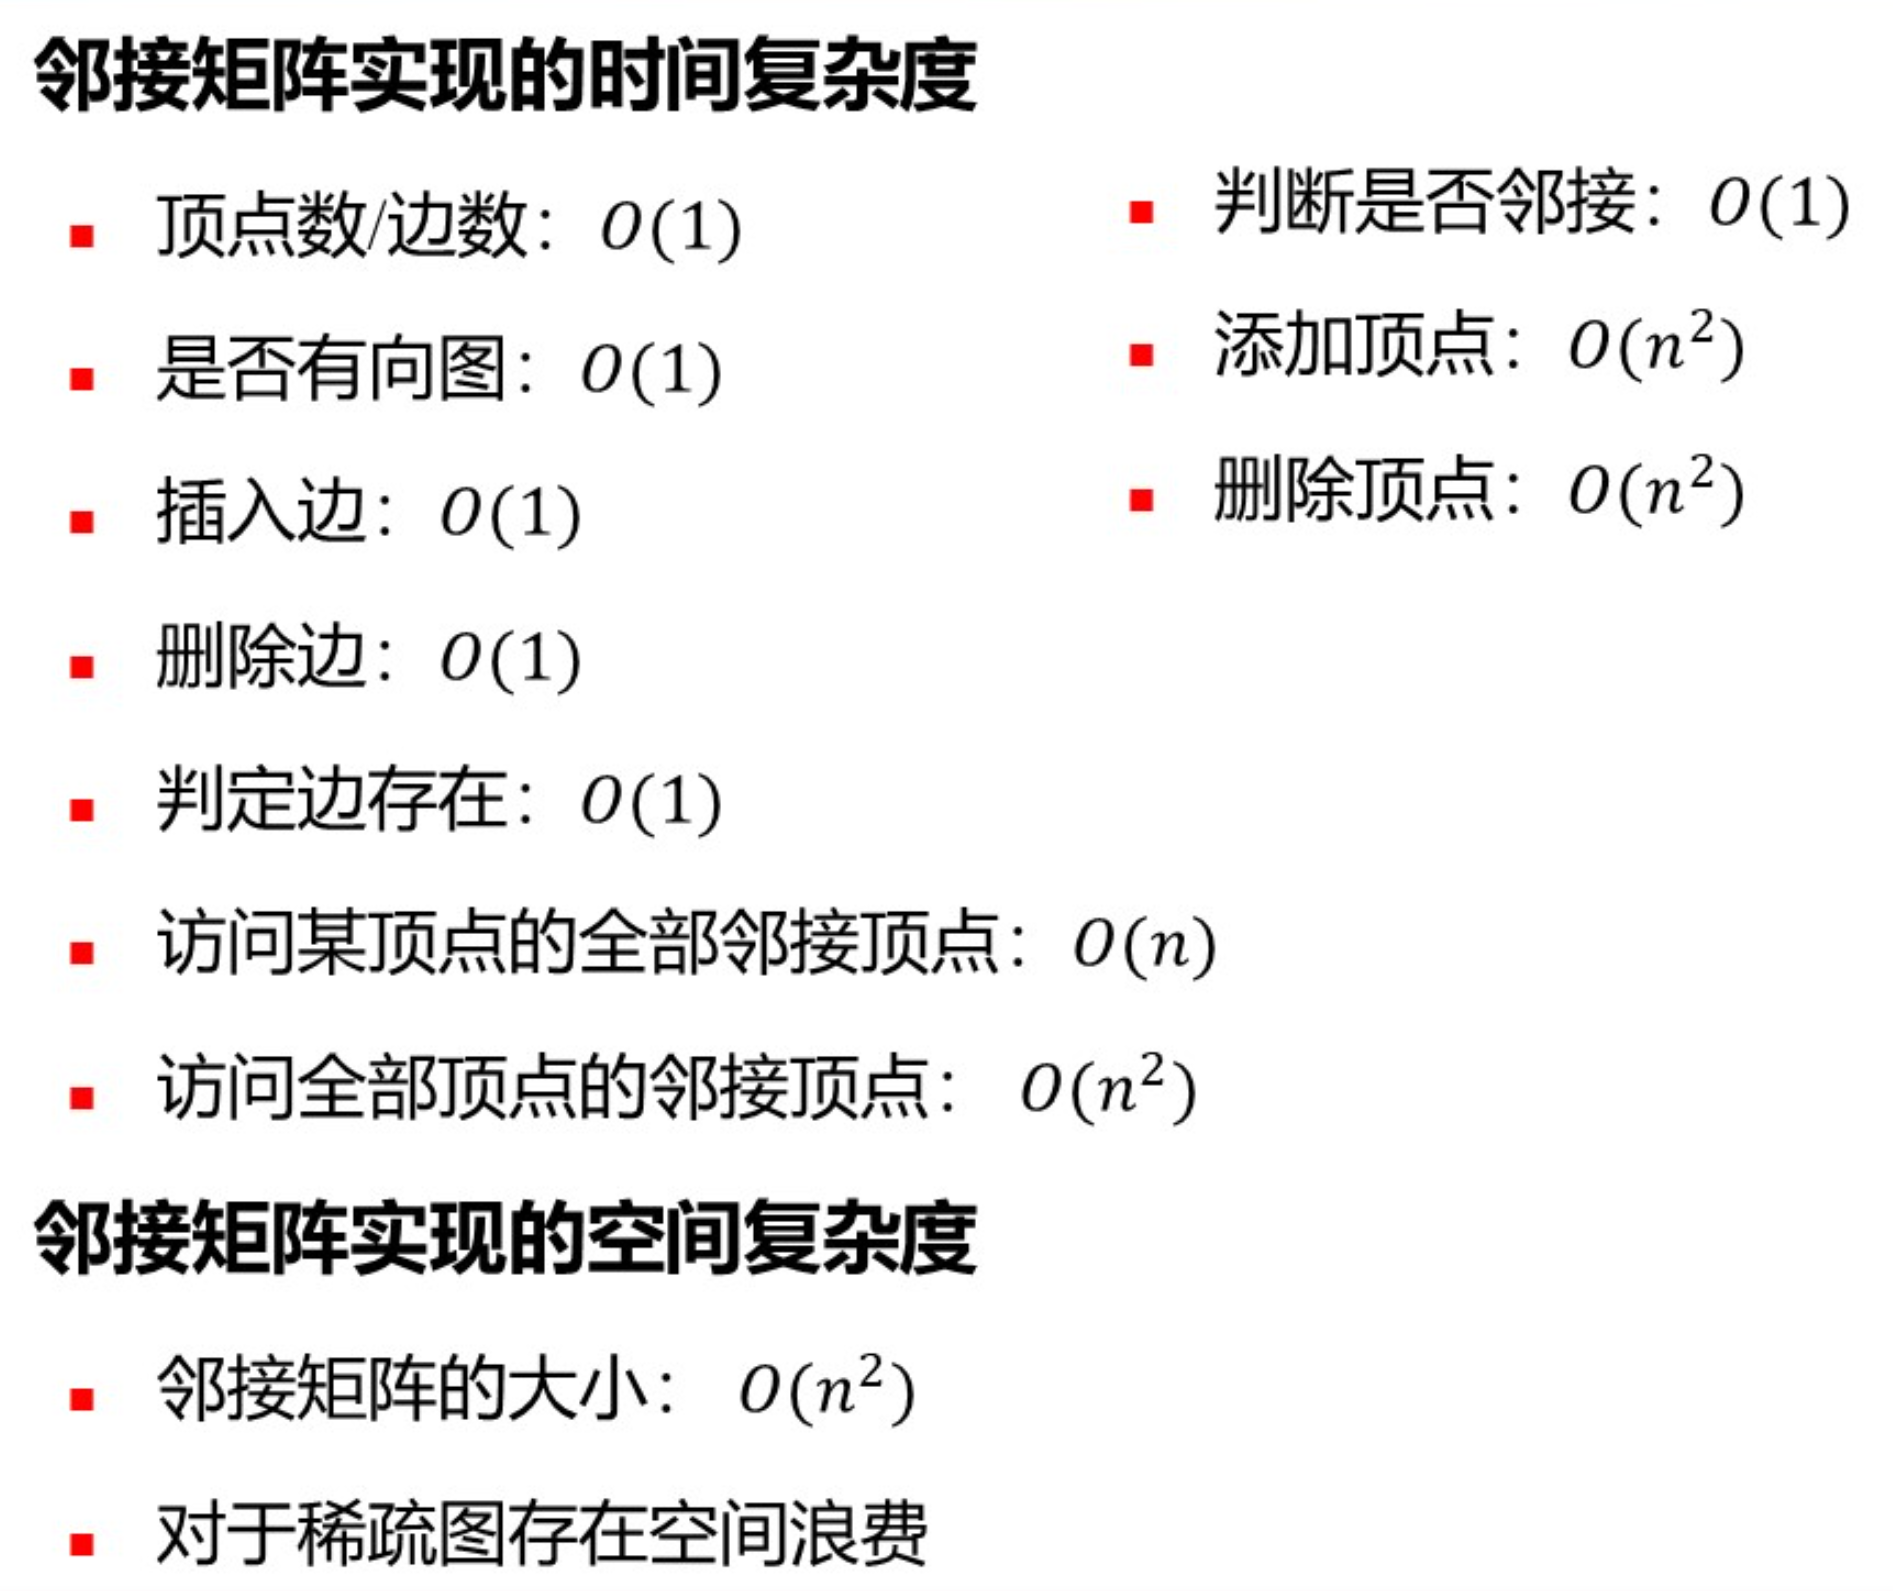 邻接矩阵实现的时间复杂度
顶点数/边数：O(1)
是否有向图：O(1)
插入边：O(1)
删除边：O(1)
判定边存在：O(1)
访问某顶点的全部邻接顶点：O(n)
访问全部顶点的邻接顶点：O(n²)
判断是否邻接：O(1)
添加顶点：O(n²)
删除顶点：O(n²)
邻接矩阵实现的空间复杂度
邻接矩阵的大小：O(n²)
对于稀疏图存在空间浪费